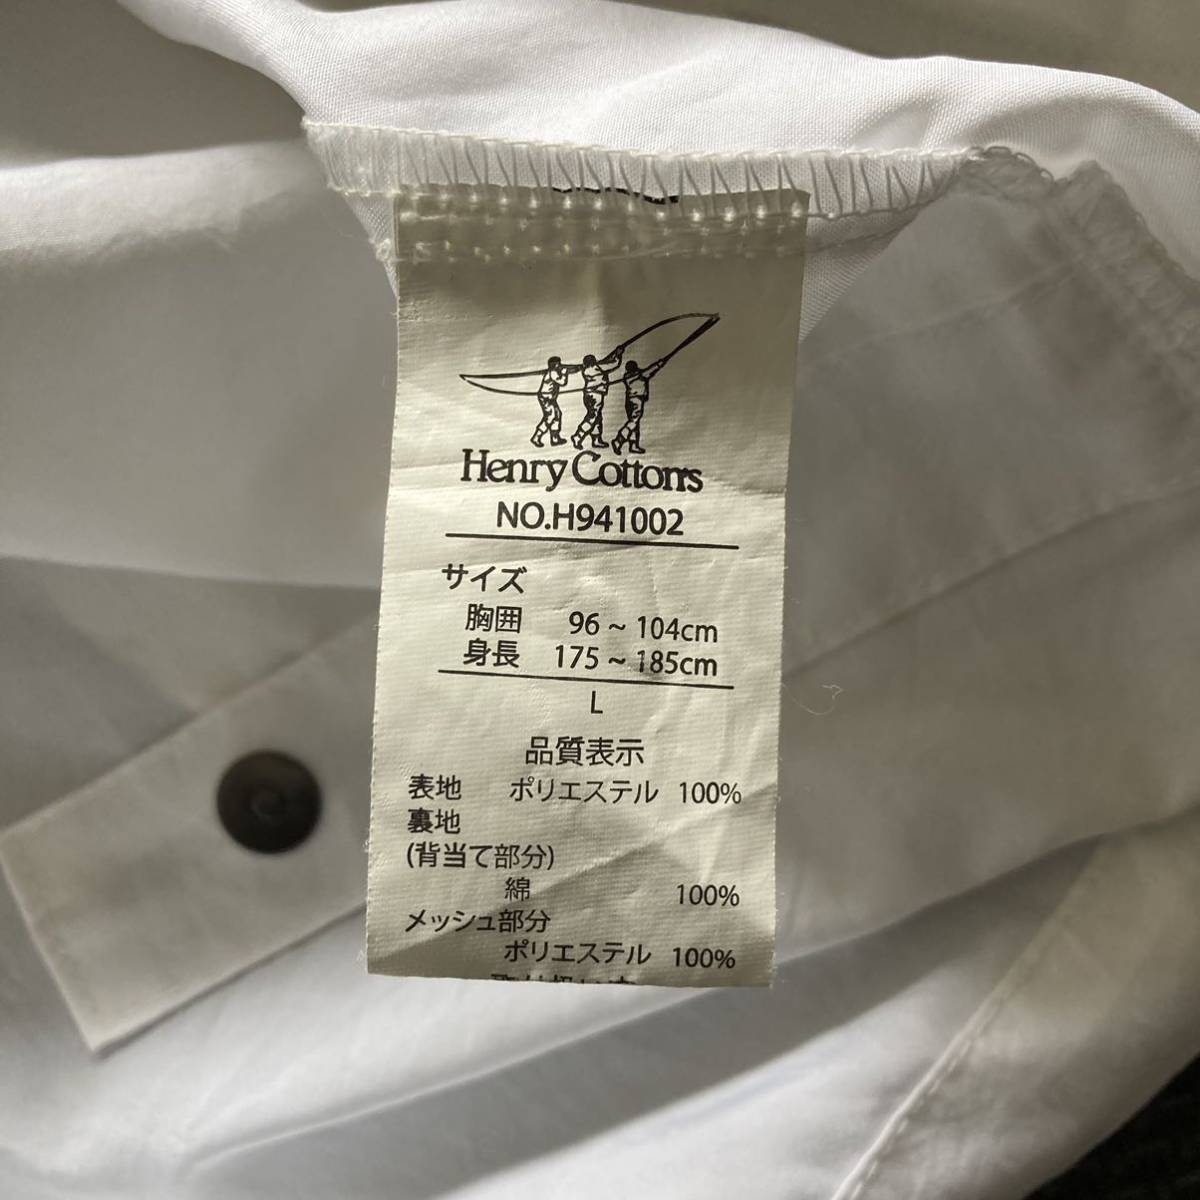 Henry Cotton's
NO.H941002
サイズ
胸囲 96 ~ 104cm
身長 175 ~ 185cm
L
品質表示
表地 ポリエステル 100%
裏地
(背当て部分)
綿 100%
メッシュ部分
ポリエステル 100%